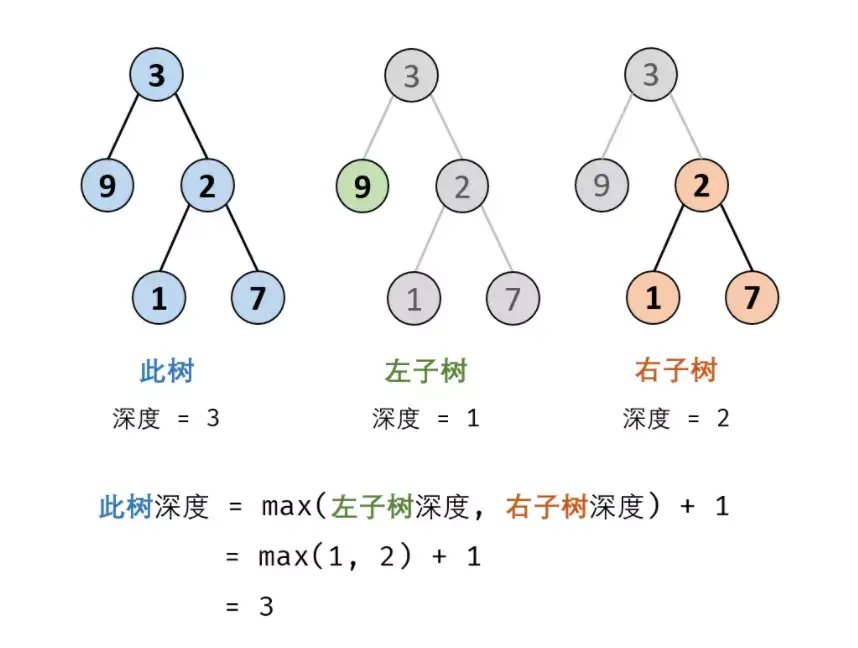 3 3 3
9 2 9 2 9 2
1 7 1 7 1 7
此树 左子树 右子树
深度 = 3 深度 = 1 深度 = 2
此树深度 = max(左子树深度, 右子树深度) + 1
= max(1, 2) + 1
= 3